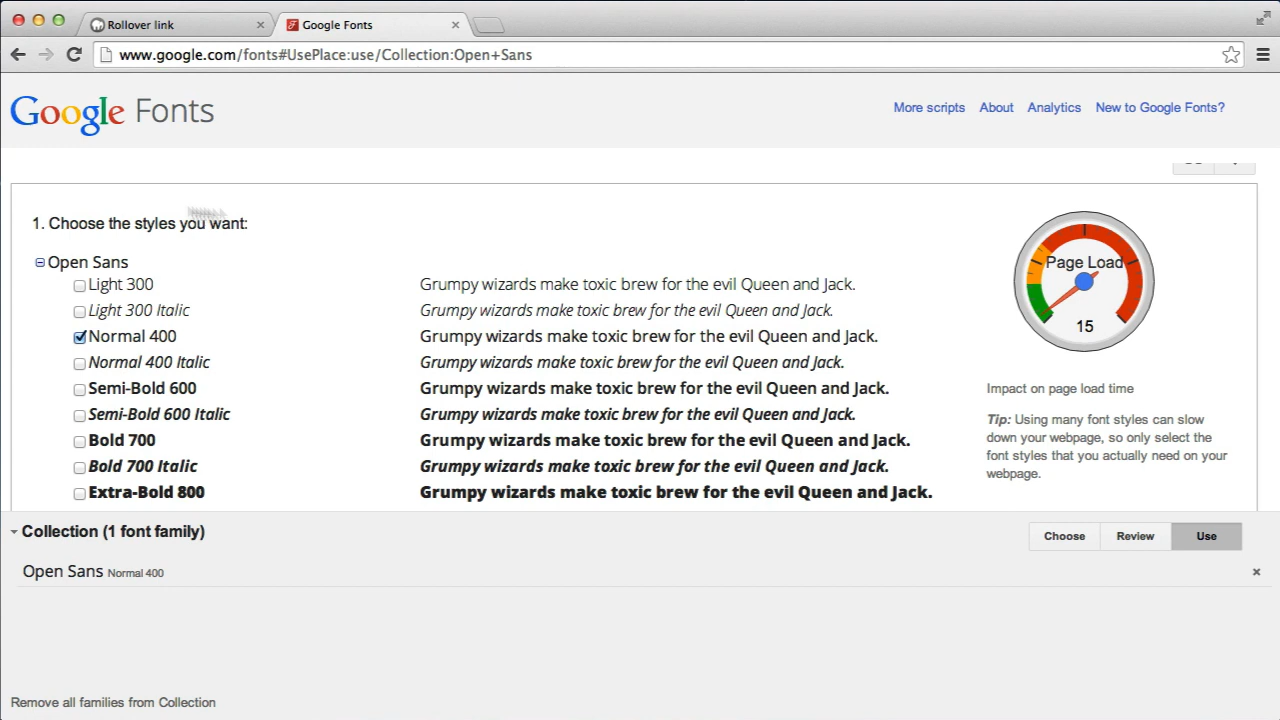 Rollover link
Google Fonts
www.google.com/fonts#UsePlace:use/Collection:Open+Sans
Google Fonts
More scripts About Analytics New to Google Fonts?
1. Choose the styles you want:
Open Sans
Light 300 Grumpy wizards make toxic brew for the evil Queen and Jack.
Light 300 Italic Grumpy wizards make toxic brew for the evil Queen and Jack.
Normal 400 Grumpy wizards make toxic brew for the evil Queen and Jack.
Normal 400 Italic Grumpy wizards make toxic brew for the evil Queen and Jack.
Semi-Bold 600 Grumpy wizards make toxic brew for the evil Queen and Jack.
Semi-Bold 600 Italic Grumpy wizards make toxic brew for the evil Queen and Jack.
Bold 700 Grumpy wizards make toxic brew for the evil Queen and Jack.
Bold 700 Italic Grumpy wizards make toxic brew for the evil Queen and Jack.
Extra-Bold 800 Grumpy wizards make toxic brew for the evil Queen and Jack.
Page Load
15
Impact on page load time
Tip: Using many font styles can slow
down your webpage, so only select the
font styles that you actually need on your
webpage.
Collection (1 font family)
Choose Review Use
Open Sans Normal 400
Remove all families from Collection